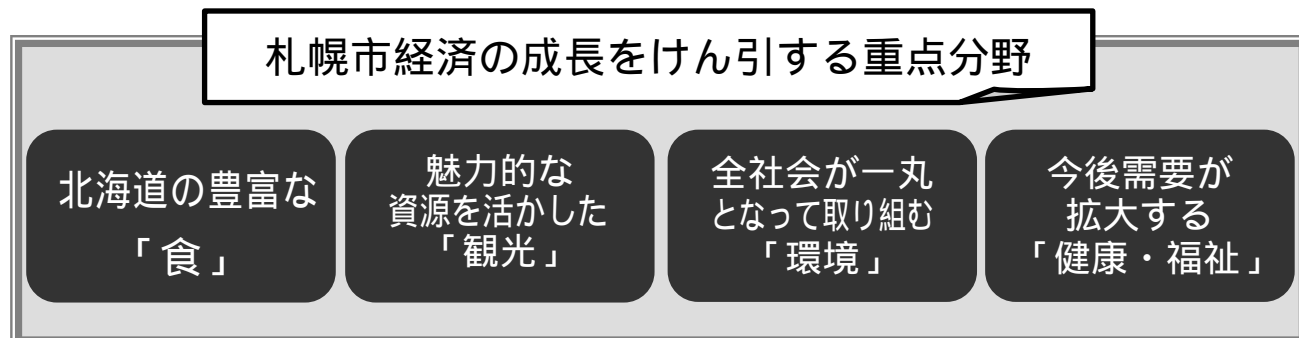 札幌市経済の成長をけん引する重点分野
北海道の豊富な
「食」
魅力的な
資源を活かした
「観光」
全社会が一丸
となって取り組む
「環境」
今後需要が
拡大する
「健康・福祉」